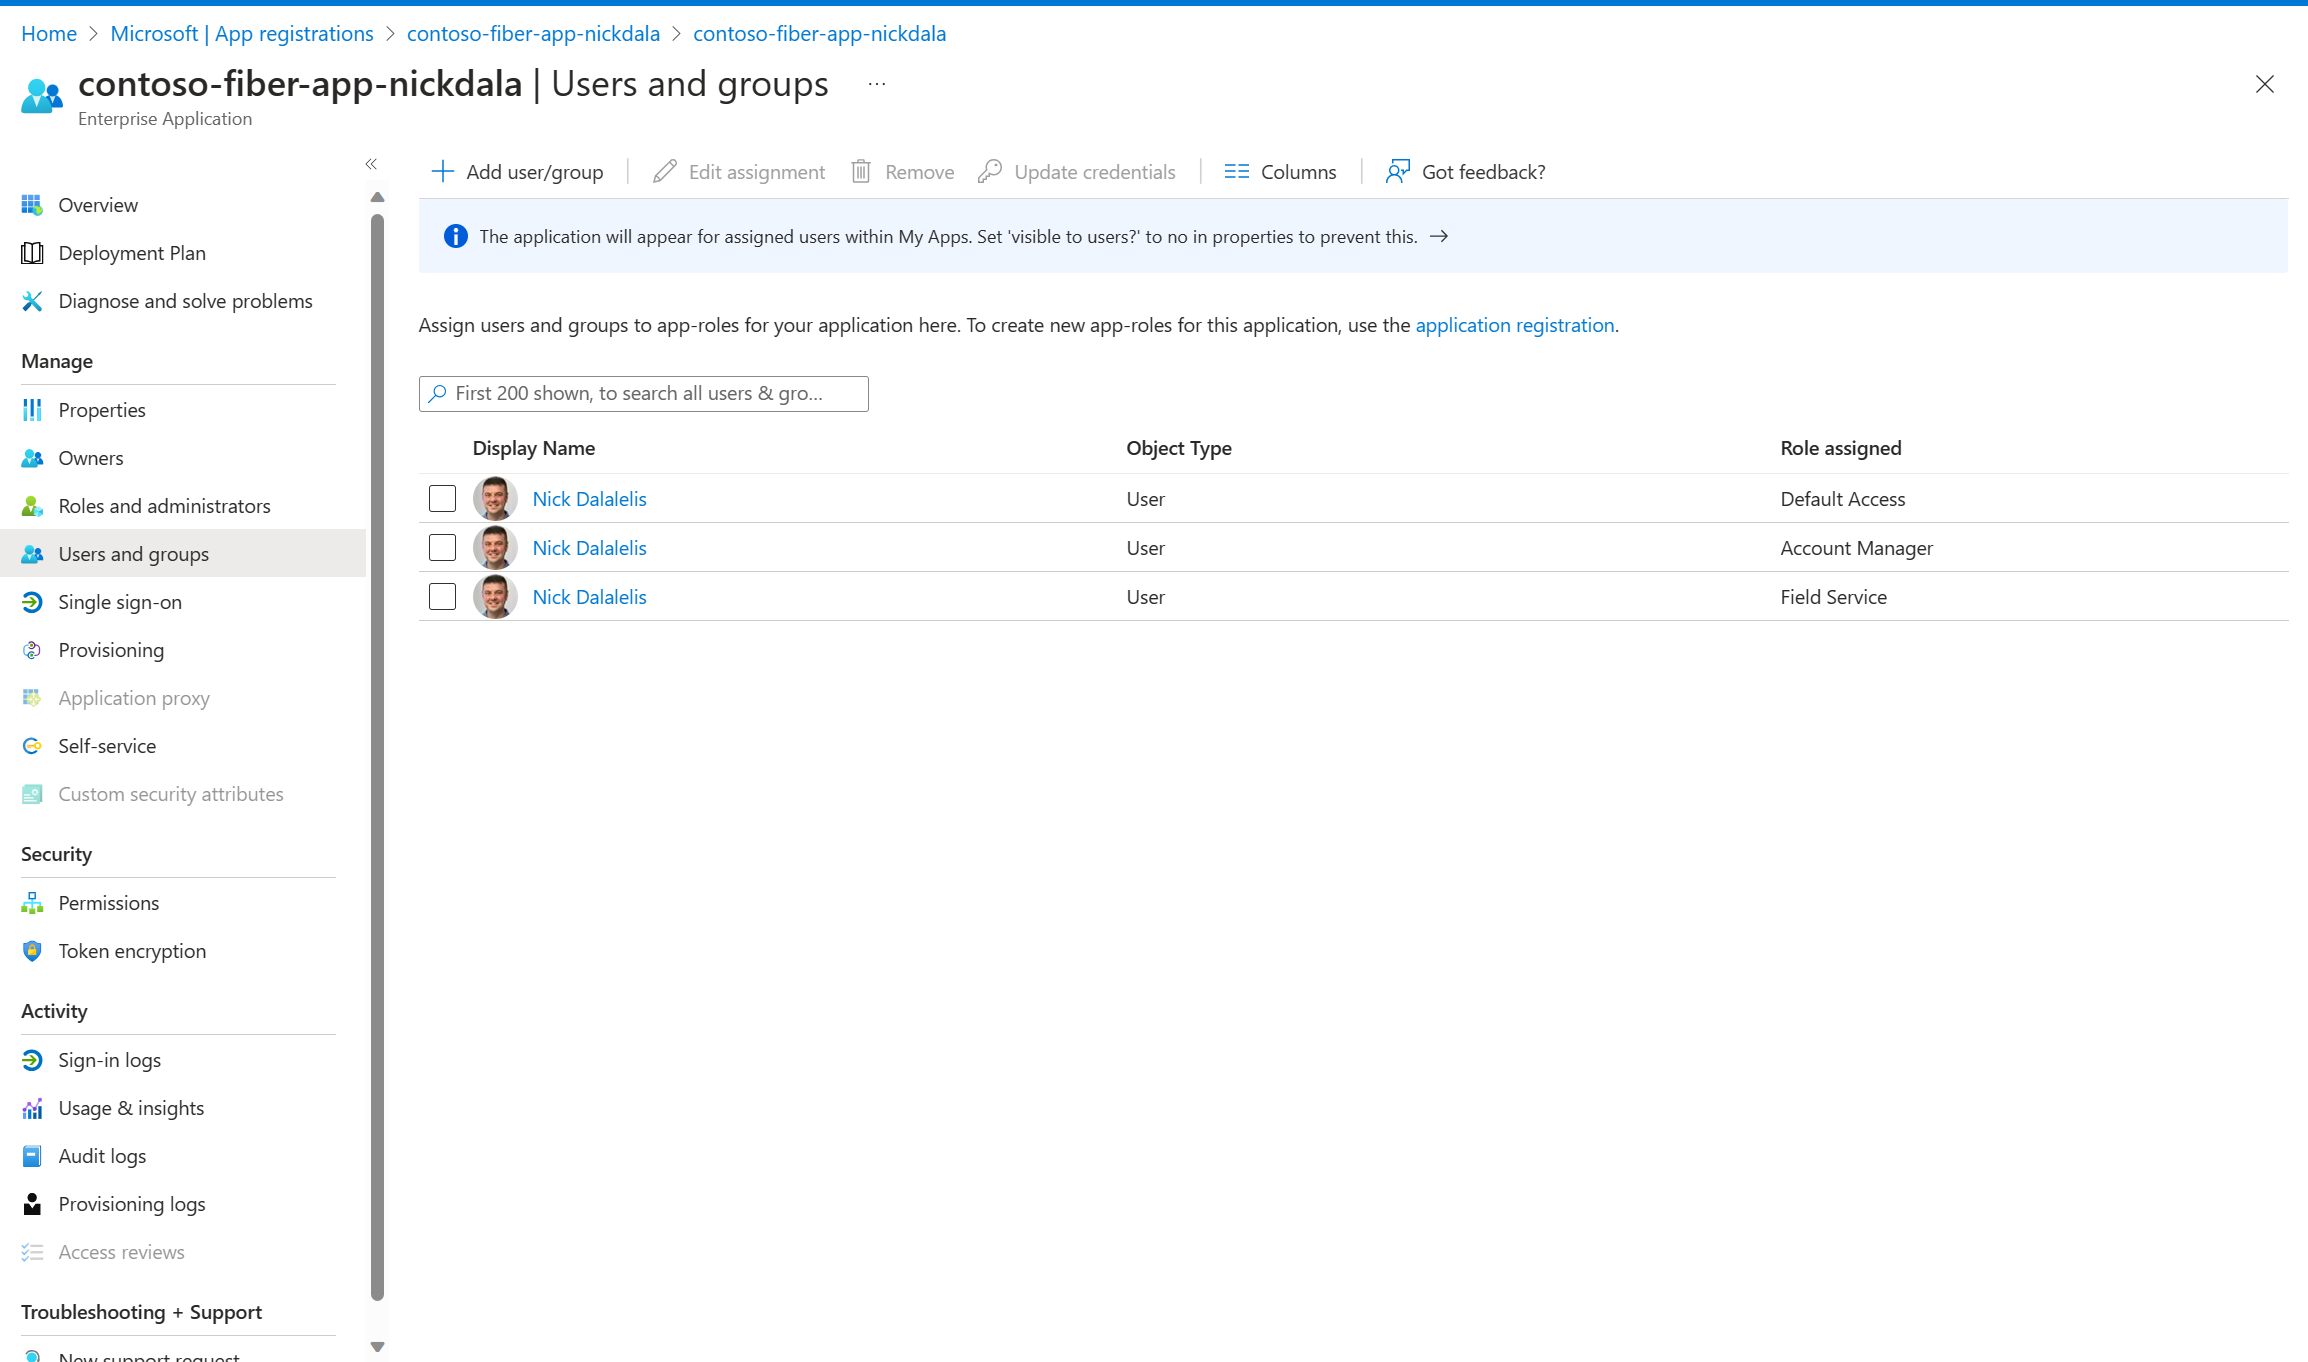 Home > Microsoft | App registrations > contoso-fiber-app-nickdala > contoso-fiber-app-nickdala
contoso-fiber-app-nickdala | Users and groups ...
Enterprise Application
Overview
Deployment Plan
Diagnose and solve problems
Manage
Properties
Owners
Roles and administrators
Users and groups
Single sign-on
Provisioning
Application proxy
Self-service
Custom security attributes
Security
Permissions
Token encryption
Activity
Sign-in logs
Usage & insights
Audit logs
Provisioning logs
Access reviews
Troubleshooting + Support
New support request
Add user/group Edit assignment Remove Update credentials Columns Got feedback?
The application will appear for assigned users within My Apps. Set 'visible to users?' to no in properties to prevent this. →
Assign users and groups to app-roles for your application here. To create new app-roles for this application, use the application registration.
First 200 shown, to search all users & gro...
Display Name Object Type Role assigned
Nick Dalalelis User Default Access
Nick Dalalelis User Account Manager
Nick Dalalelis User Field Service